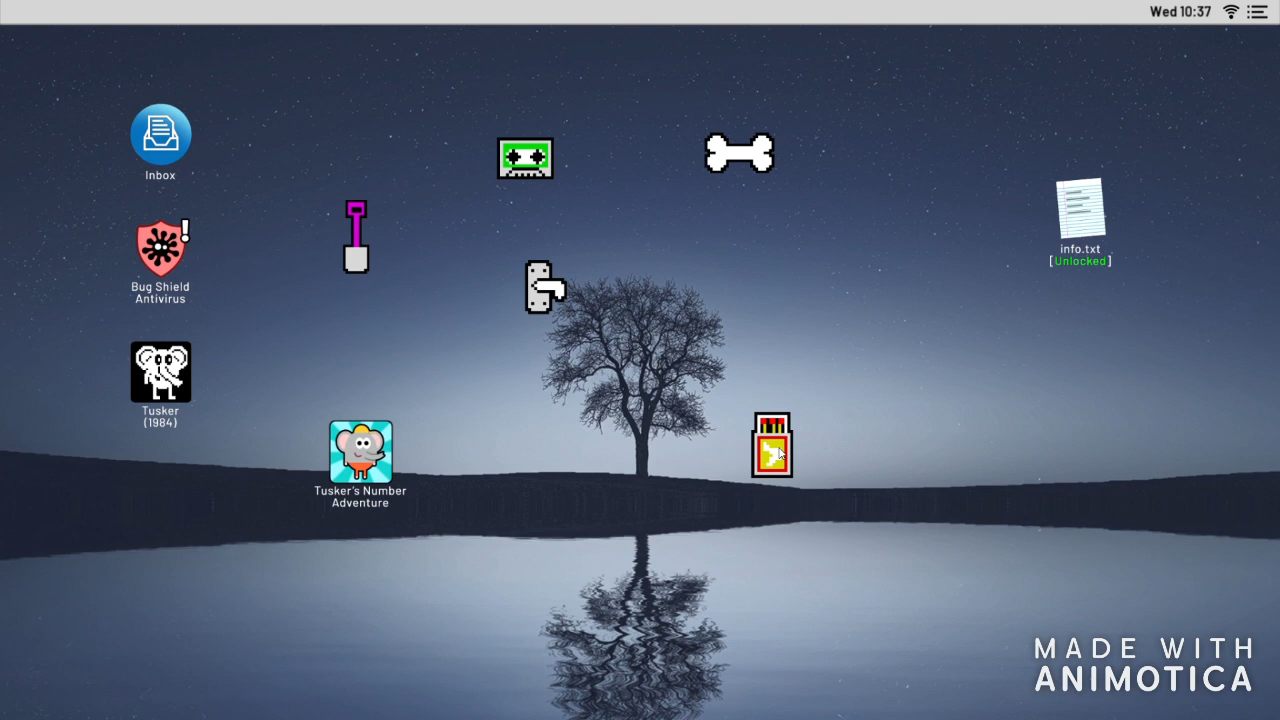 Wed 10:37
Inbox
Bug Shield
Antivirus
Tusker
(1984)
Tusker's Number
Adventure
info.txt
[Unlocked]
MADE WITH
ANIMOTICA